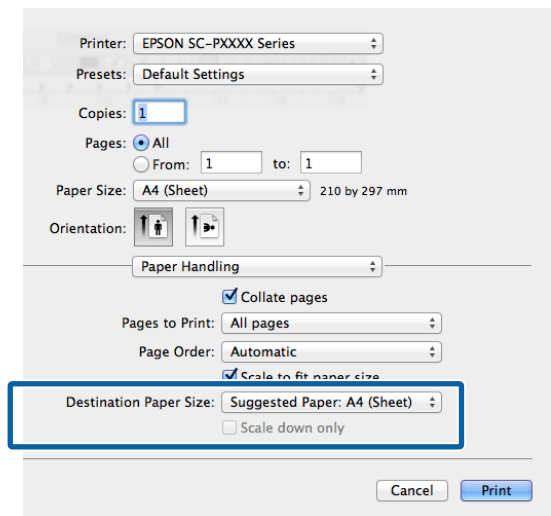 Printer: EPSON SC-PXXXX Series
Presets: Default Settings
Copies: 1
Pages: All
From: 1 to: 1
Paper Size: A4 (Sheet) 210 by 297 mm
Orientation:
Paper Handling
Collate pages
Pages to Print: All pages
Page Order: Automatic
Scale to fit paper size
Destination Paper Size: Suggested Paper: A4 (Sheet)
Scale down only
Cancel Print